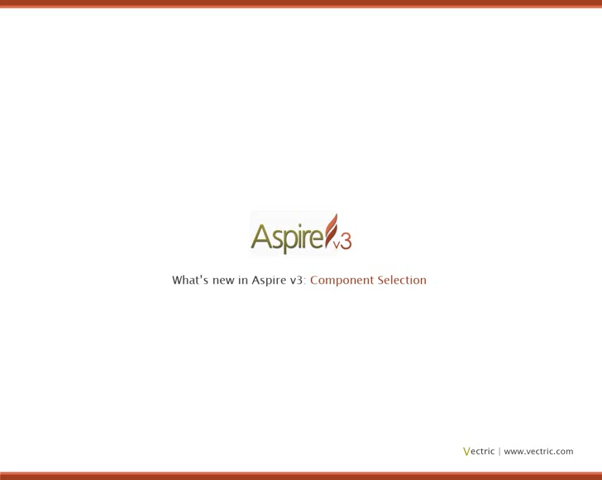 Aspire v3
What's new in Aspire v3: Component Selection
Vectric | www.vectric.com